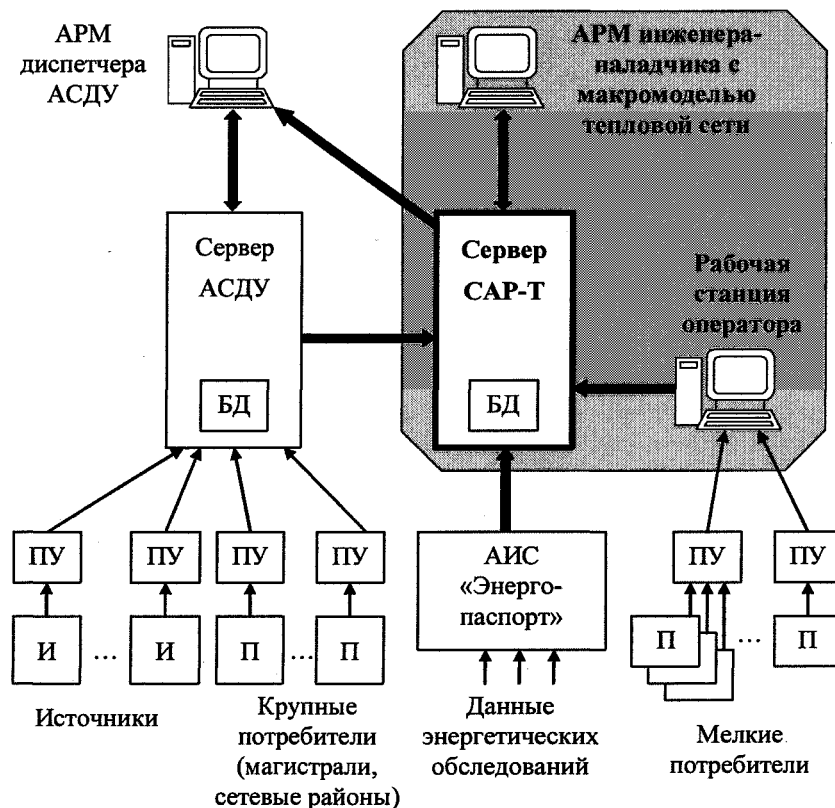 АРМ
диспетчера
АСДУ
АРМ инженера-
наладчика с
макромоделью
тепловой сети
Сервер
АСДУ
БД
Сервер
САР-Т
БД
Рабочая
станция
оператора
ПУ
ПУ
ПУ
ПУ
АИС
«Энерго-
паспорт»
ПУ
ПУ
И
...
И
П
...
П
П
...
П
Источники
Крупные
потребители
(магистрали,
сетевые районы)
Данные
энергетических
обследований
Мелкие
потребители